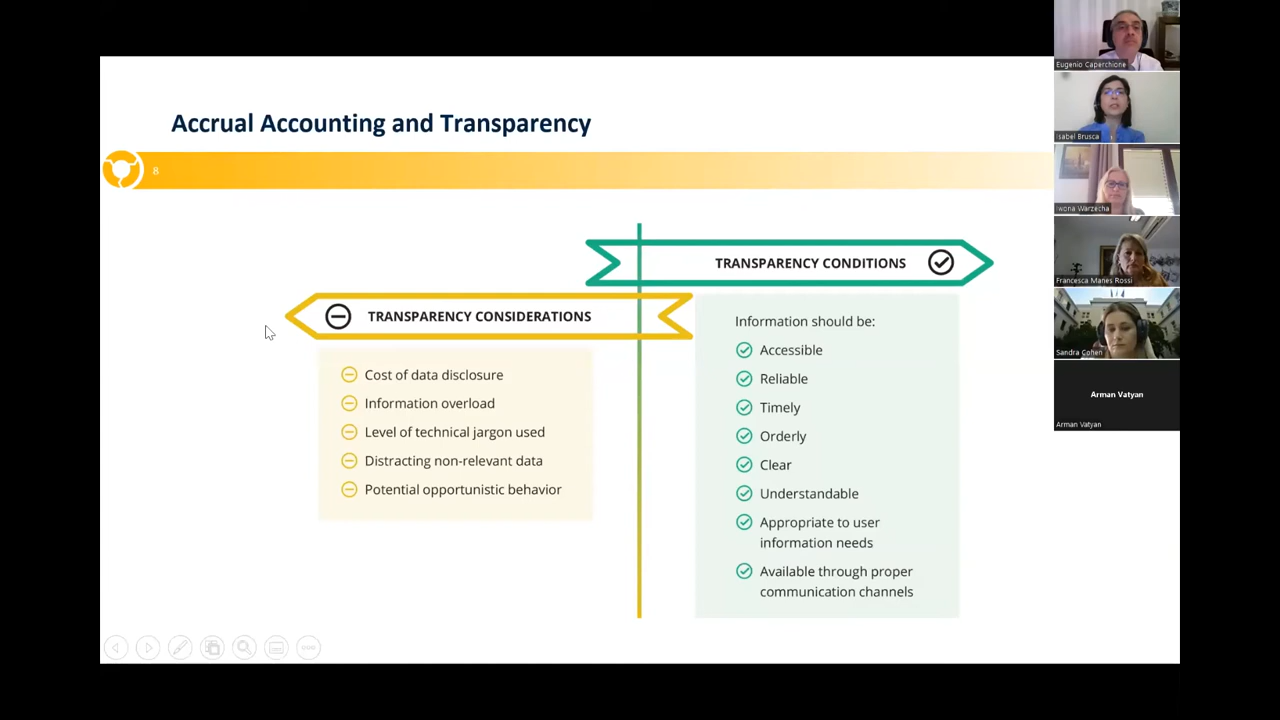 Accrual Accounting and Transparency
8
TRANSPARENCY CONDITIONS
TRANSPARENCY CONSIDERATIONS
Cost of data disclosure
Information overload
Level of technical jargon used
Distracting non-relevant data
Potential opportunistic behavior
Information should be:
Accessible
Reliable
Timely
Orderly
Clear
Understandable
Appropriate to user
information needs
Available through proper
communication channels
Eugenio Caperchione
Isabel Brusca
Iwona Warzecha
Francesca Manes Rossi
Sandra Cohen
Arman Vatyan
Arman Vatyan